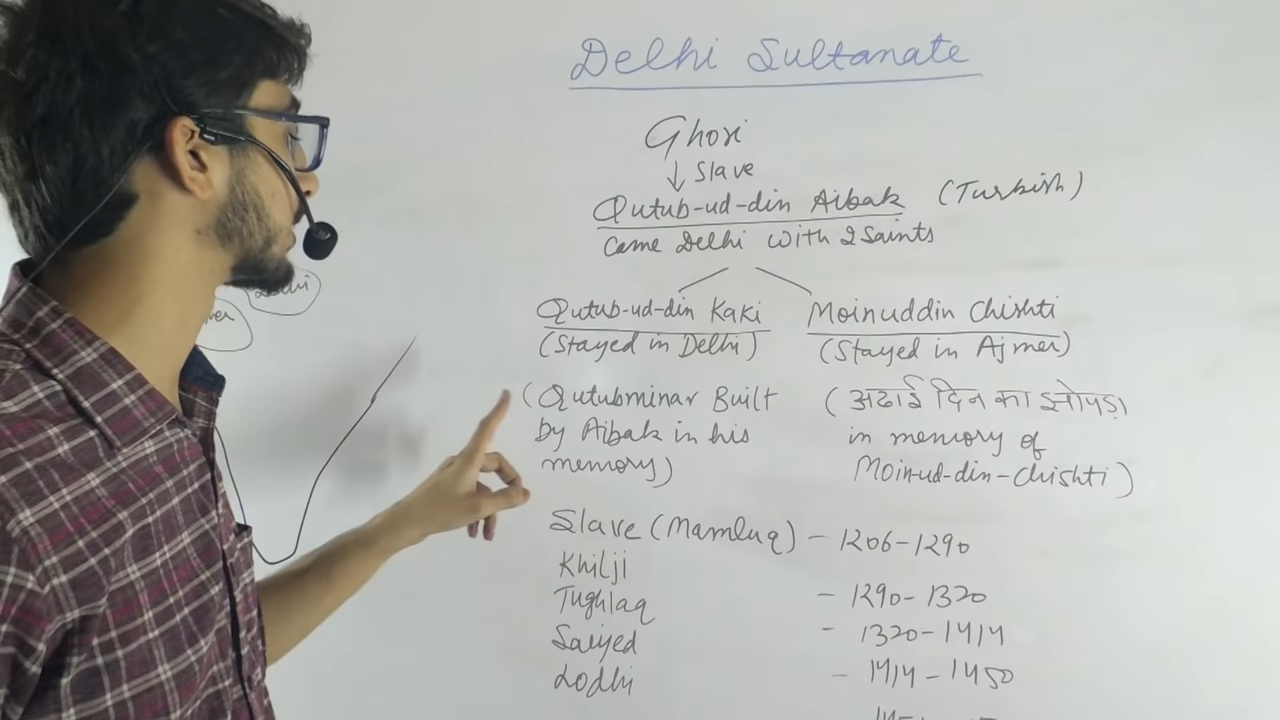 Delhi Sultanate
Ghori
↓ Slave
Qutub-ud-din Aibak (Turkish)
Came Delhi with 2 Saints
Qutub-ud-din Kaki
(Stayed in Delhi)
(Qutubminar Built
by Aibak in his
memory)
Moinuddin Chishti
(Stayed in Ajmer)
(अढाई दिन का झोपड़ा
in memory of
Moin-ud-din-Chishti)
Delhi
Slave (Mamluq) - 1206-1290
Khilji
- 1290-1320
Tughlaq
- 1320-1414
Saiyed
- 1414-1450
Lodhi